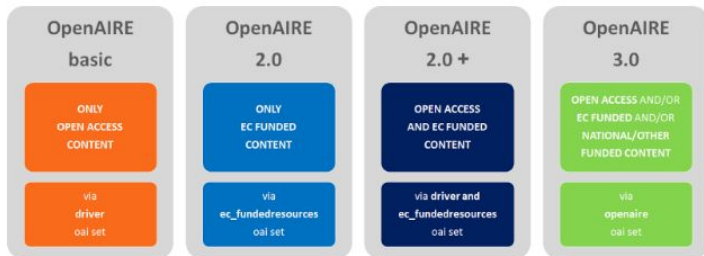 OpenAIRE
basic
ONLY
OPEN ACCESS
CONTENT
via
driver
oai set
OpenAIRE
2.0
ONLY
EC FUNDED
CONTENT
via
ec_fundedresources
oai set
OpenAIRE
2.0 +
OPEN ACCESS
AND EC FUNDED
CONTENT
via driver and
ec_fundedresources
oai set
OpenAIRE
3.0
OPEN ACCESS AND/OR
EC FUNDED AND/OR
NATIONAL/OTHER
FUNDED CONTENT
via
openaire
oai set